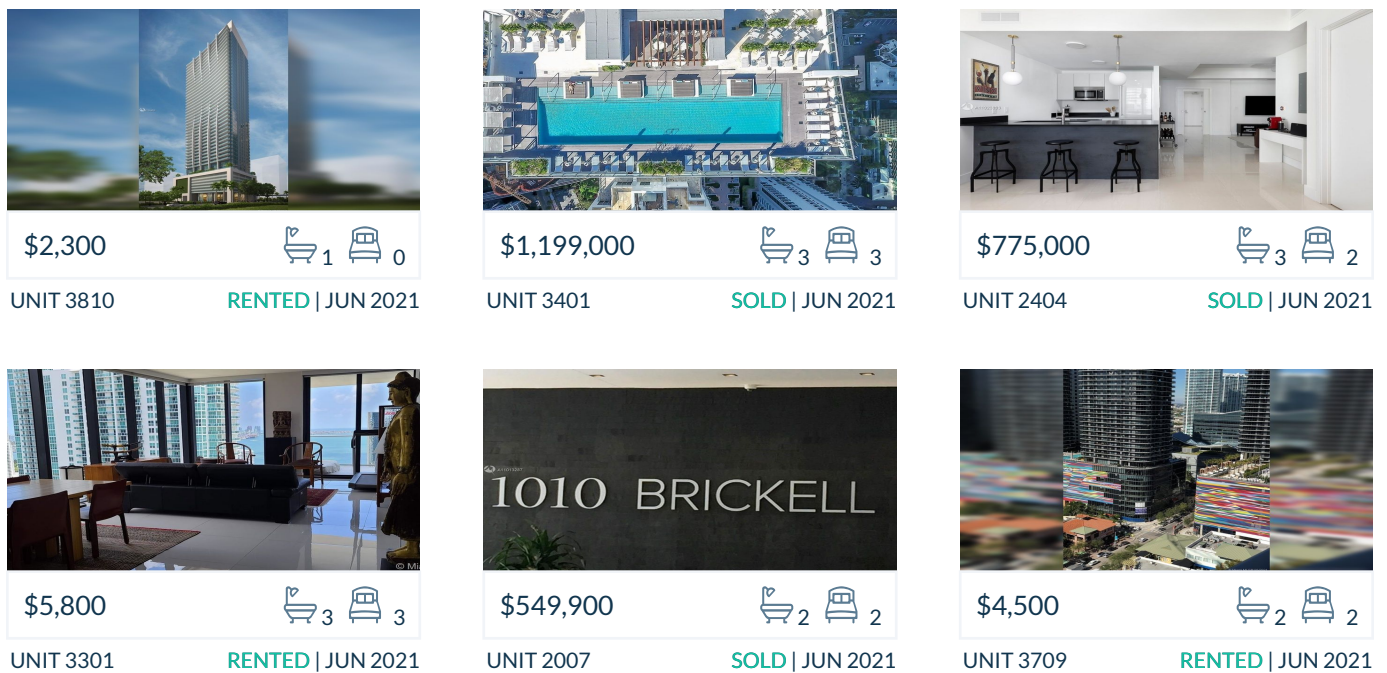 $2,300 1 0
UNIT 3810 RENTED | JUN 2021
$1,199,000 3 3
UNIT 3401 SOLD | JUN 2021
$775,000 3 2
UNIT 2404 SOLD | JUN 2021
© Mi
$5,800 3 3
UNIT 3301 RENTED | JUN 2021
1010 BRICKELL
$549,900 2 2
UNIT 2007 SOLD | JUN 2021
$4,500 2 2
UNIT 3709 RENTED | JUN 2021